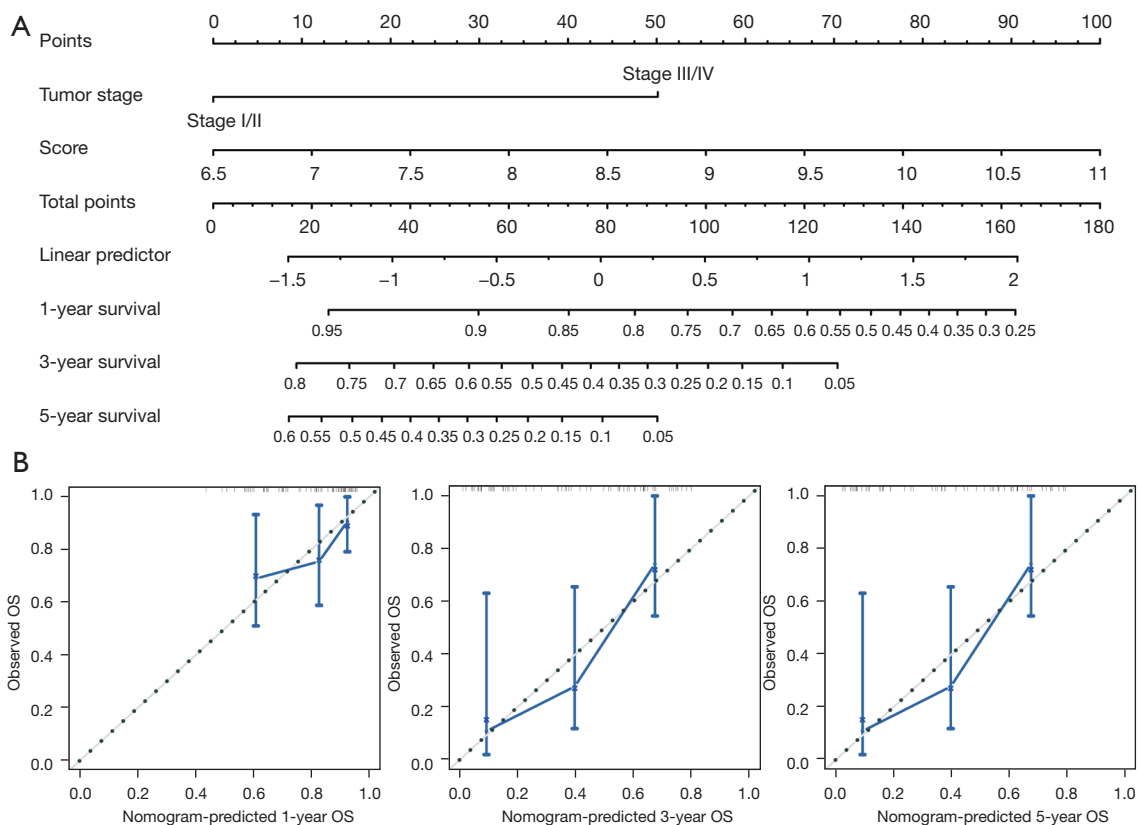 A
Points
0 10 20 30 40 50 60 70 80 90 100
Tumor stage
Stage III/IV
Stage I/II
Score
6.5 7 7.5 8 8.5 9 9.5 10 10.5 11
Total points
0 20 40 60 80 100 120 140 160 180
Linear predictor
−1.5 −1 −0.5 0 0.5 1 1.5 2
1-year survival
0.95 0.9 0.85 0.8 0.75 0.7 0.65 0.6 0.55 0.5 0.45 0.4 0.35 0.3 0.25
3-year survival
0.8 0.75 0.7 0.65 0.6 0.55 0.5 0.45 0.4 0.35 0.3 0.25 0.2 0.15 0.1 0.05
5-year survival
0.6 0.55 0.5 0.45 0.4 0.35 0.3 0.25 0.2 0.15 0.1 0.05
B
Observed OS
1.0
0.8
0.6
0.4
0.2
0.0
0.0 0.2 0.4 0.6 0.8 1.0
Nomogram-predicted 1-year OS
Observed OS
1.0
0.8
0.6
0.4
0.2
0.0
0.0 0.2 0.4 0.6 0.8 1.0
Nomogram-predicted 3-year OS
Observed OS
1.0
0.8
0.6
0.4
0.2
0.0
0.0 0.2 0.4 0.6 0.8 1.0
Nomogram-predicted 5-year OS